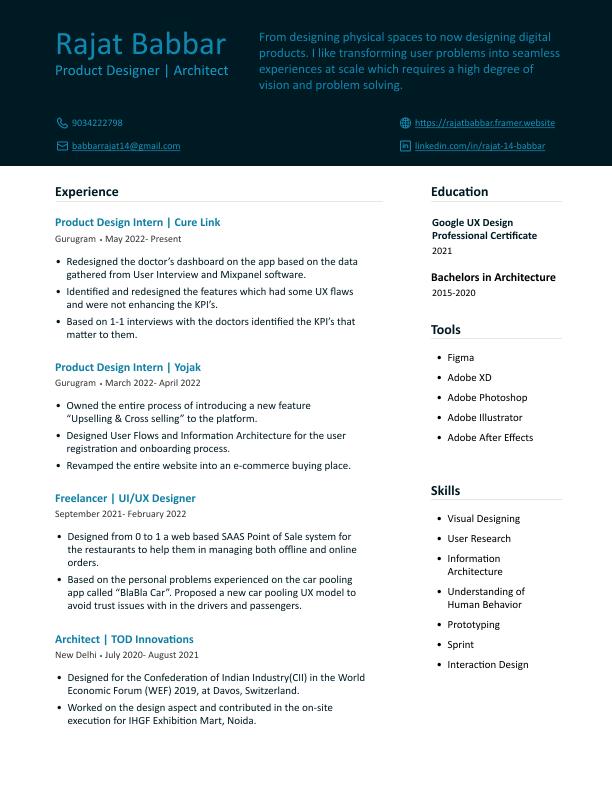 Rajat Babbar
Product Designer | Architect
From designing physical spaces to now designing digital
products. I like transforming user problems into seamless
experiences at scale which requires a high degree of
vision and problem solving.
9034222798
https://rajatbabbar.framer.website
babbarrajat14@gmail.com
linkedin.com/in/rajat-14-babbar
Experience
Product Design Intern | Cure Link
Gurugram • May 2022- Present
• Redesigned the doctor's dashboard on the app based on the data
gathered from User Interview and Mixpanel software.
• Identified and redesigned the features which had some UX flaws
and were not enhancing the KPI's.
• Based on 1-1 interviews with the doctors identified the KPI's that
matter to them.
Product Design Intern | Yojak
Gurugram • March 2022- April 2022
• Owned the entire process of introducing a new feature
“Upselling & Cross selling” to the platform.
• Designed User Flows and Information Architecture for the user
registration and onboarding process.
• Revamped the entire website into an e-commerce buying place.
Freelancer | UI/UX Designer
September 2021- February 2022
• Designed from 0 to 1 a web based SAAS Point of Sale system for
the restaurants to help them in managing both offline and online
orders.
• Based on the personal problems experienced on the car pooling
app called “BlaBla Car”. Proposed a new car pooling UX model to
avoid trust issues with in the drivers and passengers.
Architect | TOD Innovations
New Delhi • July 2020- August 2021
• Designed for the Confederation of Indian Industry(CII) in the World
Economic Forum (WEF) 2019, at Davos, Switzerland.
• Worked on the design aspect and contributed in the on-site
execution for IHGF Exhibition Mart, Noida.
Education
Google UX Design
Professional Certificate
2021
Bachelors in Architecture
2015-2020
Tools
• Figma
• Adobe XD
• Adobe Photoshop
• Adobe Illustrator
• Adobe After Effects
Skills
• Visual Designing
• User Research
• Information
Architecture
• Understanding of
Human Behavior
• Prototyping
• Sprint
• Interaction Design